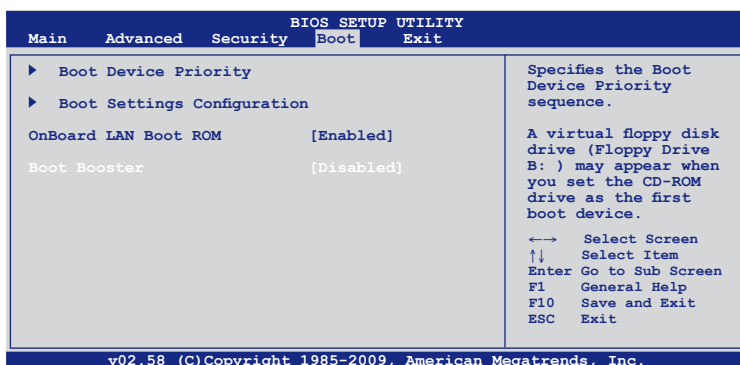 BIOS SETUP UTILITY
Main Advanced Security Boot Exit
Boot Device Priority
Boot Settings Configuration
OnBoard LAN Boot ROM [Enabled]
Boot Booster [Disabled]
Specifies the Boot
Device Priority
sequence.
A virtual floppy disk
drive (Floppy Drive
B: ) may appear when
you set the CD-ROM
drive as the first
boot device.
←→ Select Screen
↑↓ Select Item
Enter Go to Sub Screen
F1 General Help
F10 Save and Exit
ESC Exit
v02.58 (C)Copyright 1985-2009, American Megatrends, Inc.